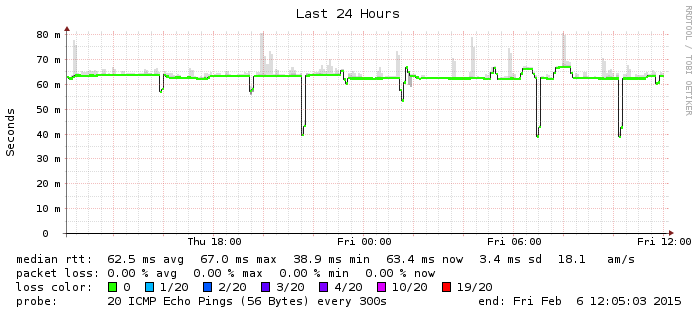 Last 24 Hours
RRDTOOL / TOBI OETIKER
Seconds
80 m
70 m
60 m
50 m
40 m
30 m
20 m
10 m
0
Thu 18:00 Fri 00:00 Fri 06:00 Fri 12:00
median rtt: 62.5 ms avg 67.0 ms max 38.9 ms min 63.4 ms now 3.4 ms sd 18.1 am/s
packet loss: 0.00 % avg 0.00 % max 0.00 % min 0.00 % now
loss color: 0 1/20 2/20 3/20 4/20 10/20 19/20
probe: 20 ICMP Echo Pings (56 Bytes) every 300s end: Fri Feb 6 12:05:03 2015